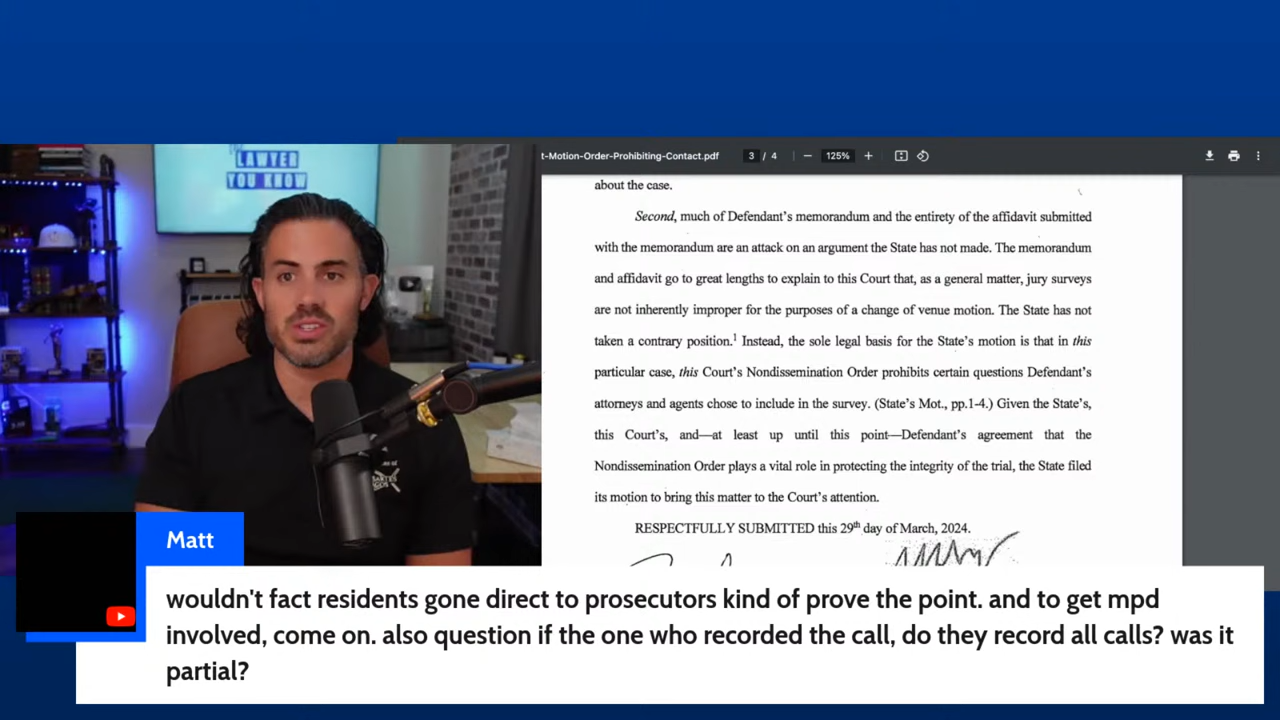 THE
LAWYER
YOU KNOW
t-Motion-Order-Prohibiting-Contact.pdf
3 / 4
125%
about the case.
Second, much of Defendant's memorandum and the entirety of the affidavit submitted
with the memorandum are an attack on an argument the State has not made. The memorandum
and affidavit go to great lengths to explain to this Court that, as a general matter, jury surveys
are not inherently improper for the purposes of a change of venue motion. The State has not
taken a contrary position.1 Instead, the sole legal basis for the State's motion is that in this
particular case, this Court's Nondissemination Order prohibits certain questions Defendant's
attorneys and agents chose to include in the survey. (State's Mot., pp.1-4.) Given the State's,
this Court's, and—at least up until this point—Defendant's agreement that the
Nondissemination Order plays a vital role in protecting the integrity of the trial, the State filed
its motion to bring this matter to the Court's attention.
RESPECTFULLY SUBMITTED this 29th day of March, 2024.
Matt
wouldn't fact residents gone direct to prosecutors kind of prove the point. and to get mpd
involved, come on. also question if the one who recorded the call, do they record all calls? was it
partial?